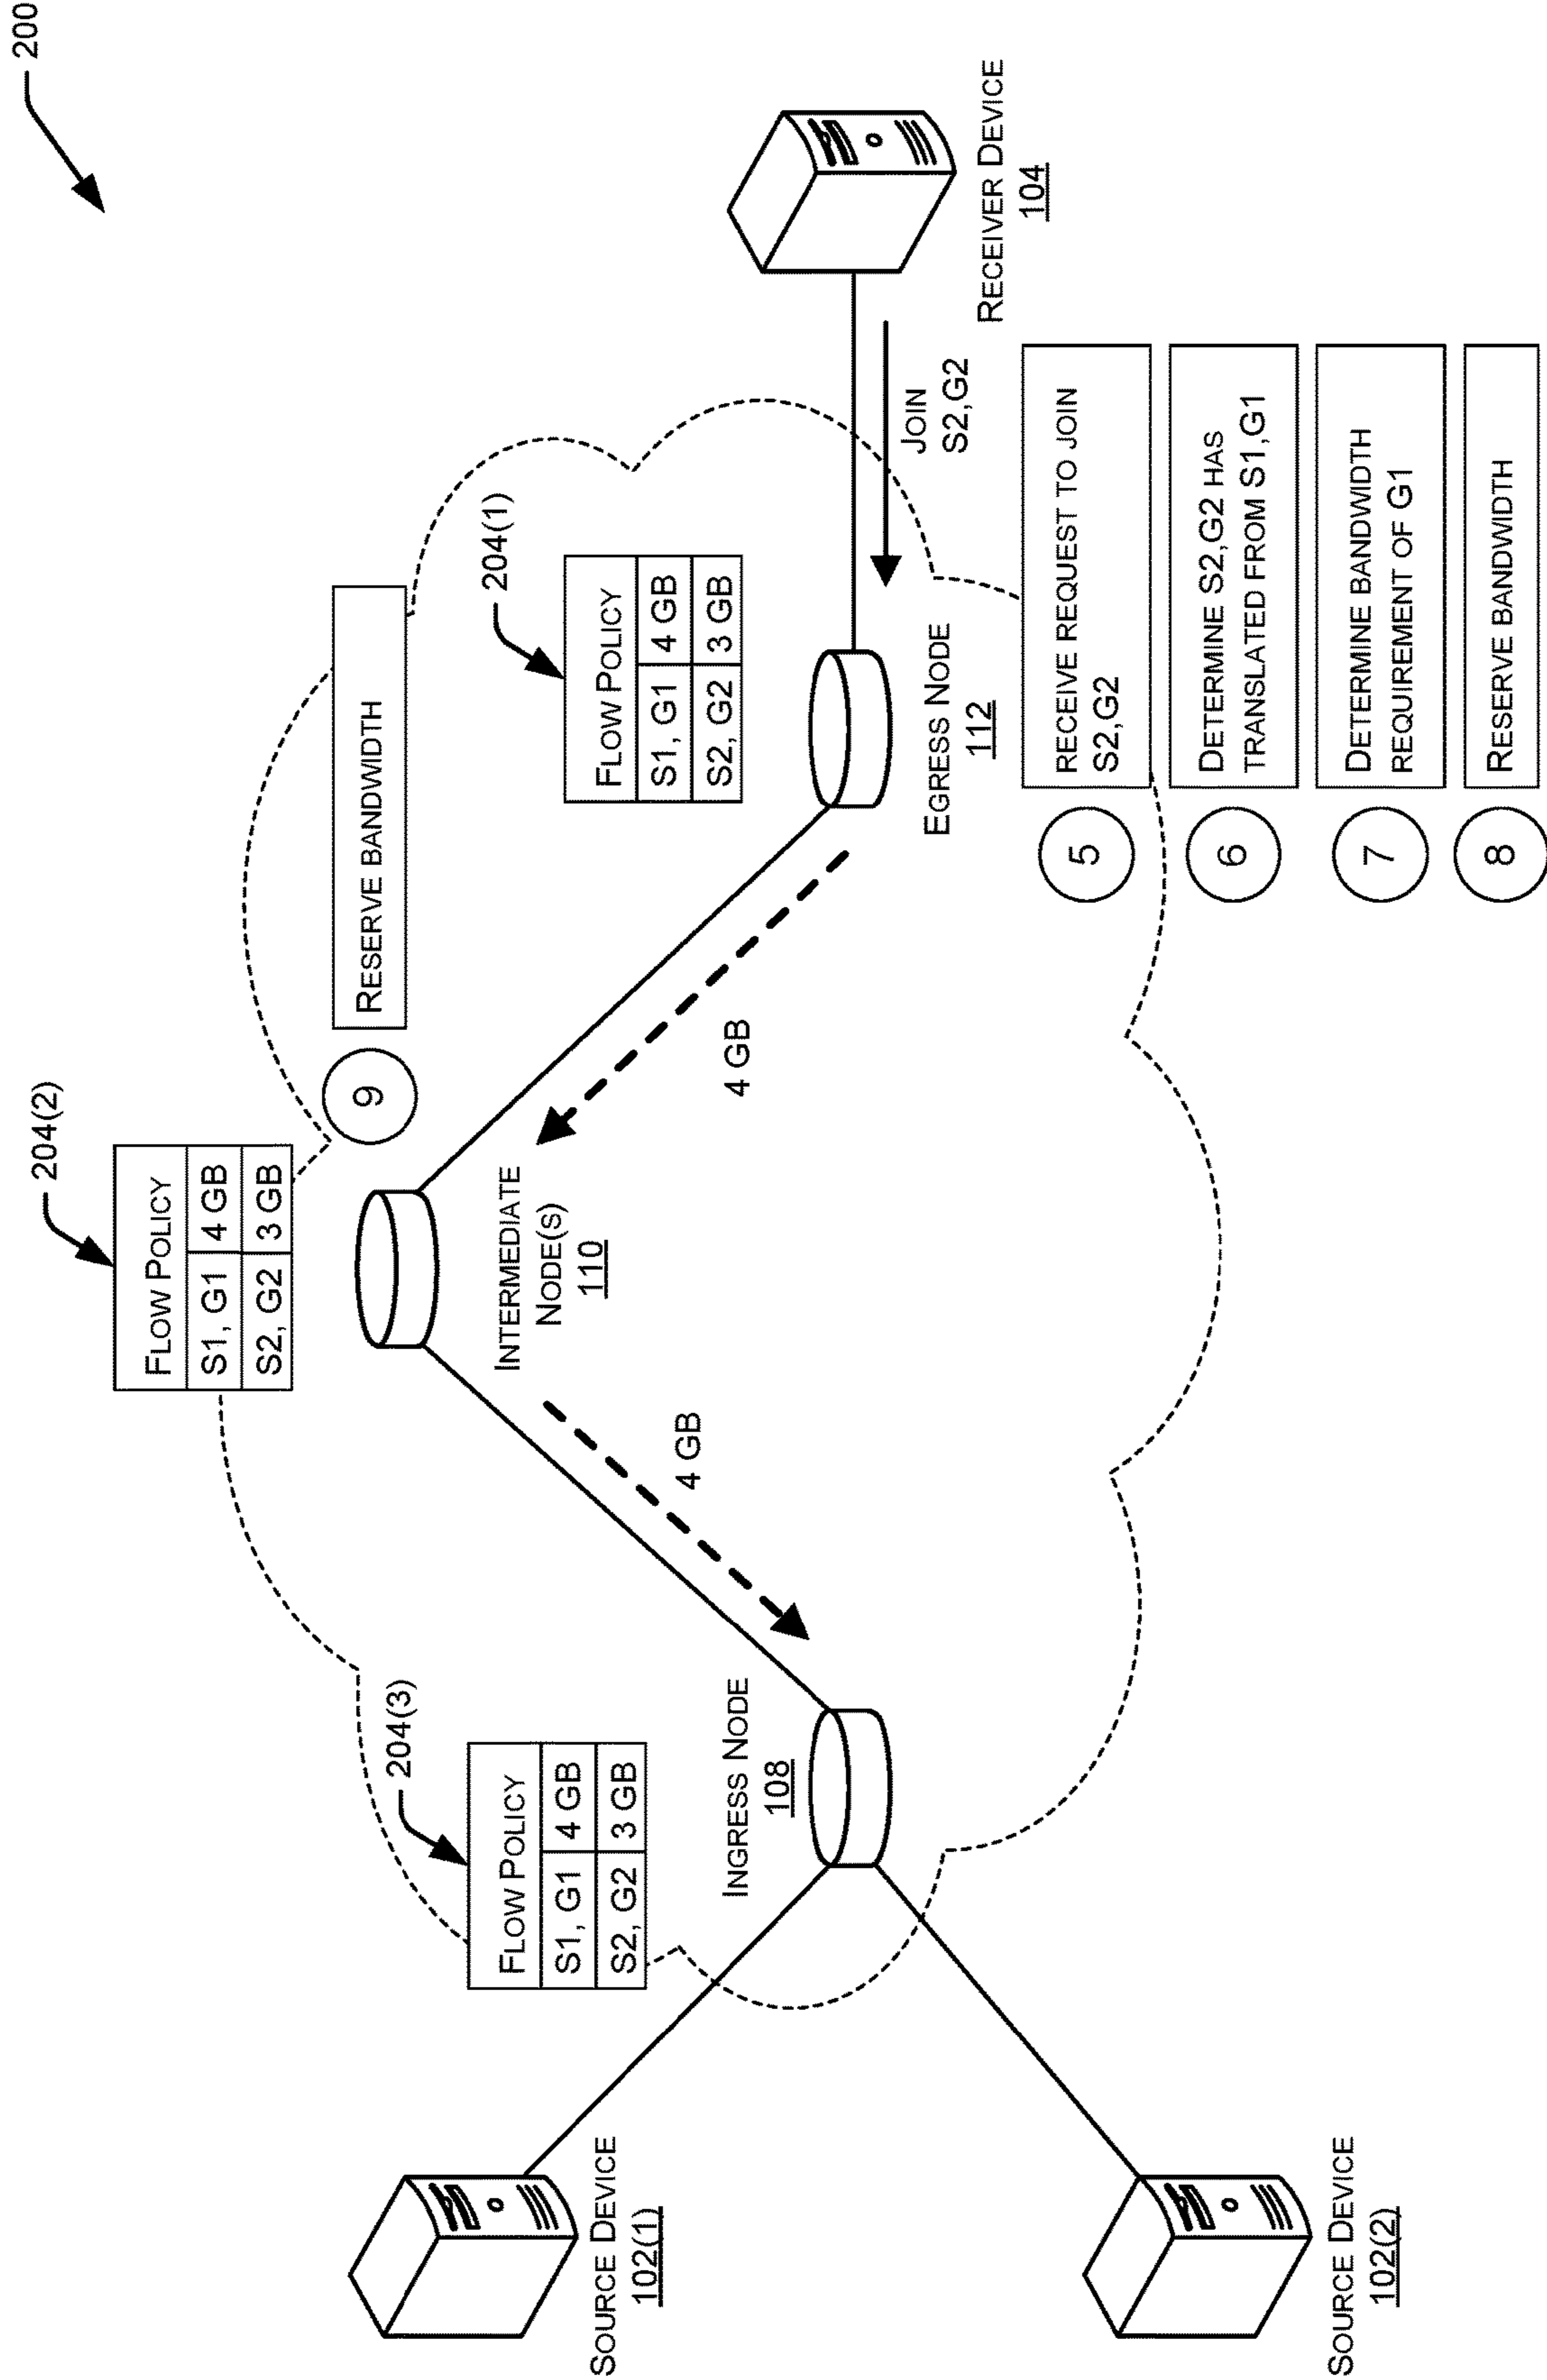 200
204(2)
FLOW POLICY
S1, G1 4 GB
S2, G2 3 GB
9
RESERVE BANDWIDTH
204(3)
FLOW POLICY
S1, G1 4 GB
S2, G2 3 GB
204(1)
FLOW POLICY
S1, G1 4 GB
S2, G2 3 GB
INTERMEDIATE
NODE(S)
110
4 GB
4 GB
INGRESS NODE
108
EGRESS NODE
112
JOIN
S2,G2
RECEIVER DEVICE
104
SOURCE DEVICE
102(1)
SOURCE DEVICE
102(2)
5
RECEIVE REQUEST TO JOIN
S2,G2
6
DETERMINE S2,G2 HAS
TRANSLATED FROM S1,G1
7
DETERMINE BANDWIDTH
REQUIREMENT OF G1
8
RESERVE BANDWIDTH